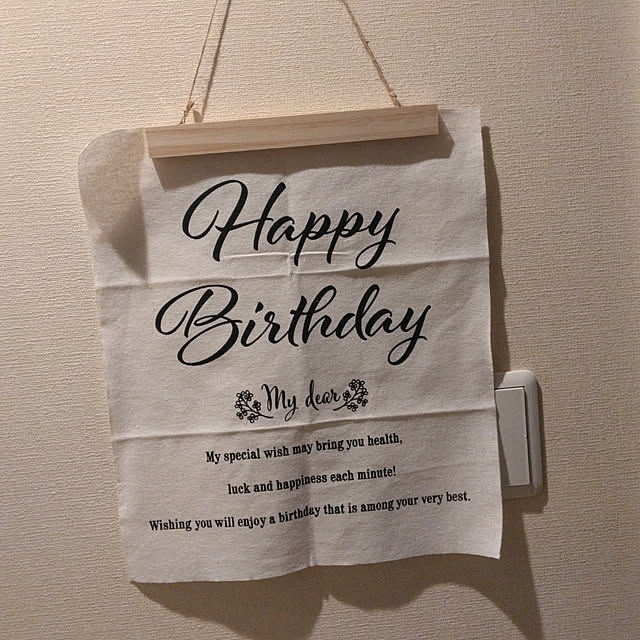 Happy
Birthday
My dear
My special wish may bring you health,
luck and happiness each minute!
Wishing you will enjoy a birthday that is among your very best.